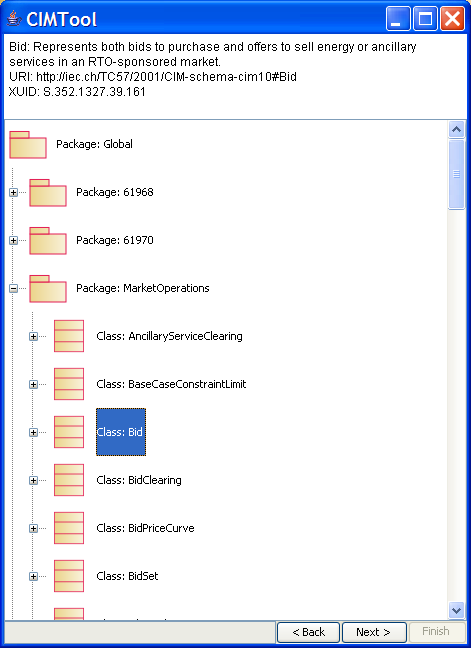 CIMTool
Bid: Represents both bids to purchase and offers to sell energy or ancillary
services in an RTO-sponsored market.
URI: http://iec.ch/TC57/2001/CIM-schema-cim10#Bid
XUID: S.352.1327.39.161
Package: Global
Package: 61968
Package: 61970
Package: MarketOperations
Class: AncillaryServiceClearing
Class: BaseCaseConstraintLimit
Class: Bid
Class: BidClearing
Class: BidPriceCurve
Class: BidSet
< Back Next > Finish